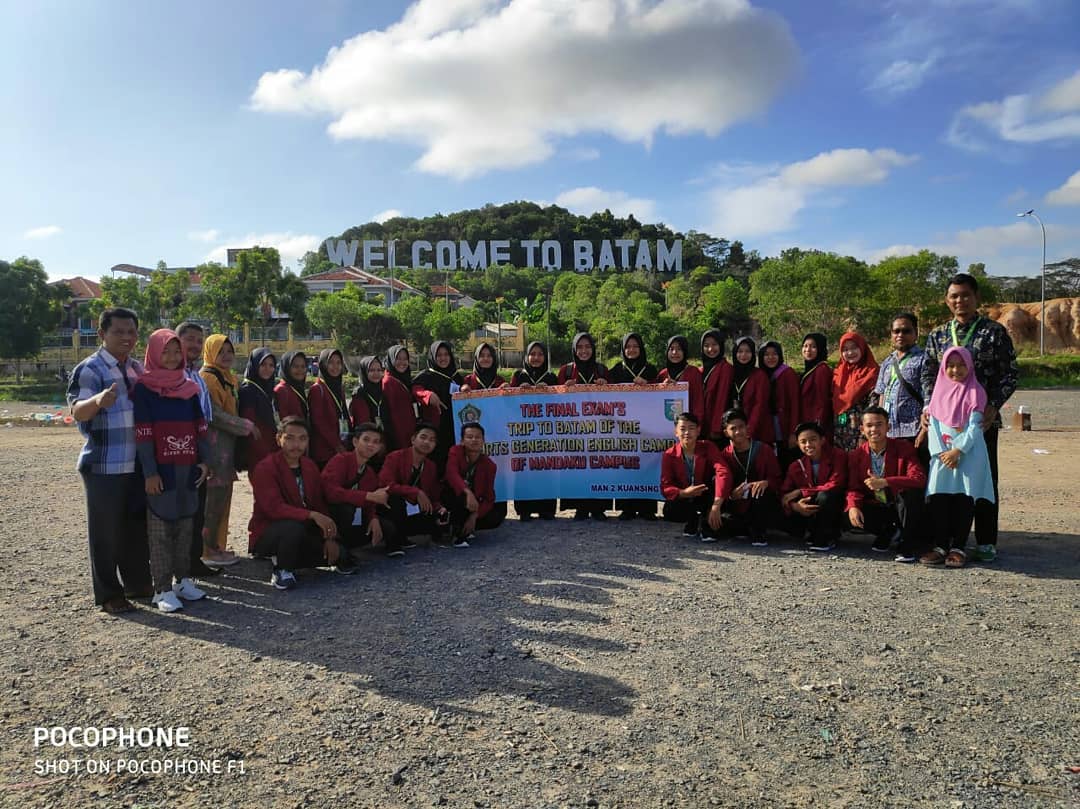 WELCOME TO BATAM
THE FINAL EXAM'S
TRIP TO BATAM OF THE
GENERATION ENGLISH CAMP
OF MANDAKU CAMPUS
MAN 2 KUANSING
POCOPHONE
SHOT ON POCOPHONE F1